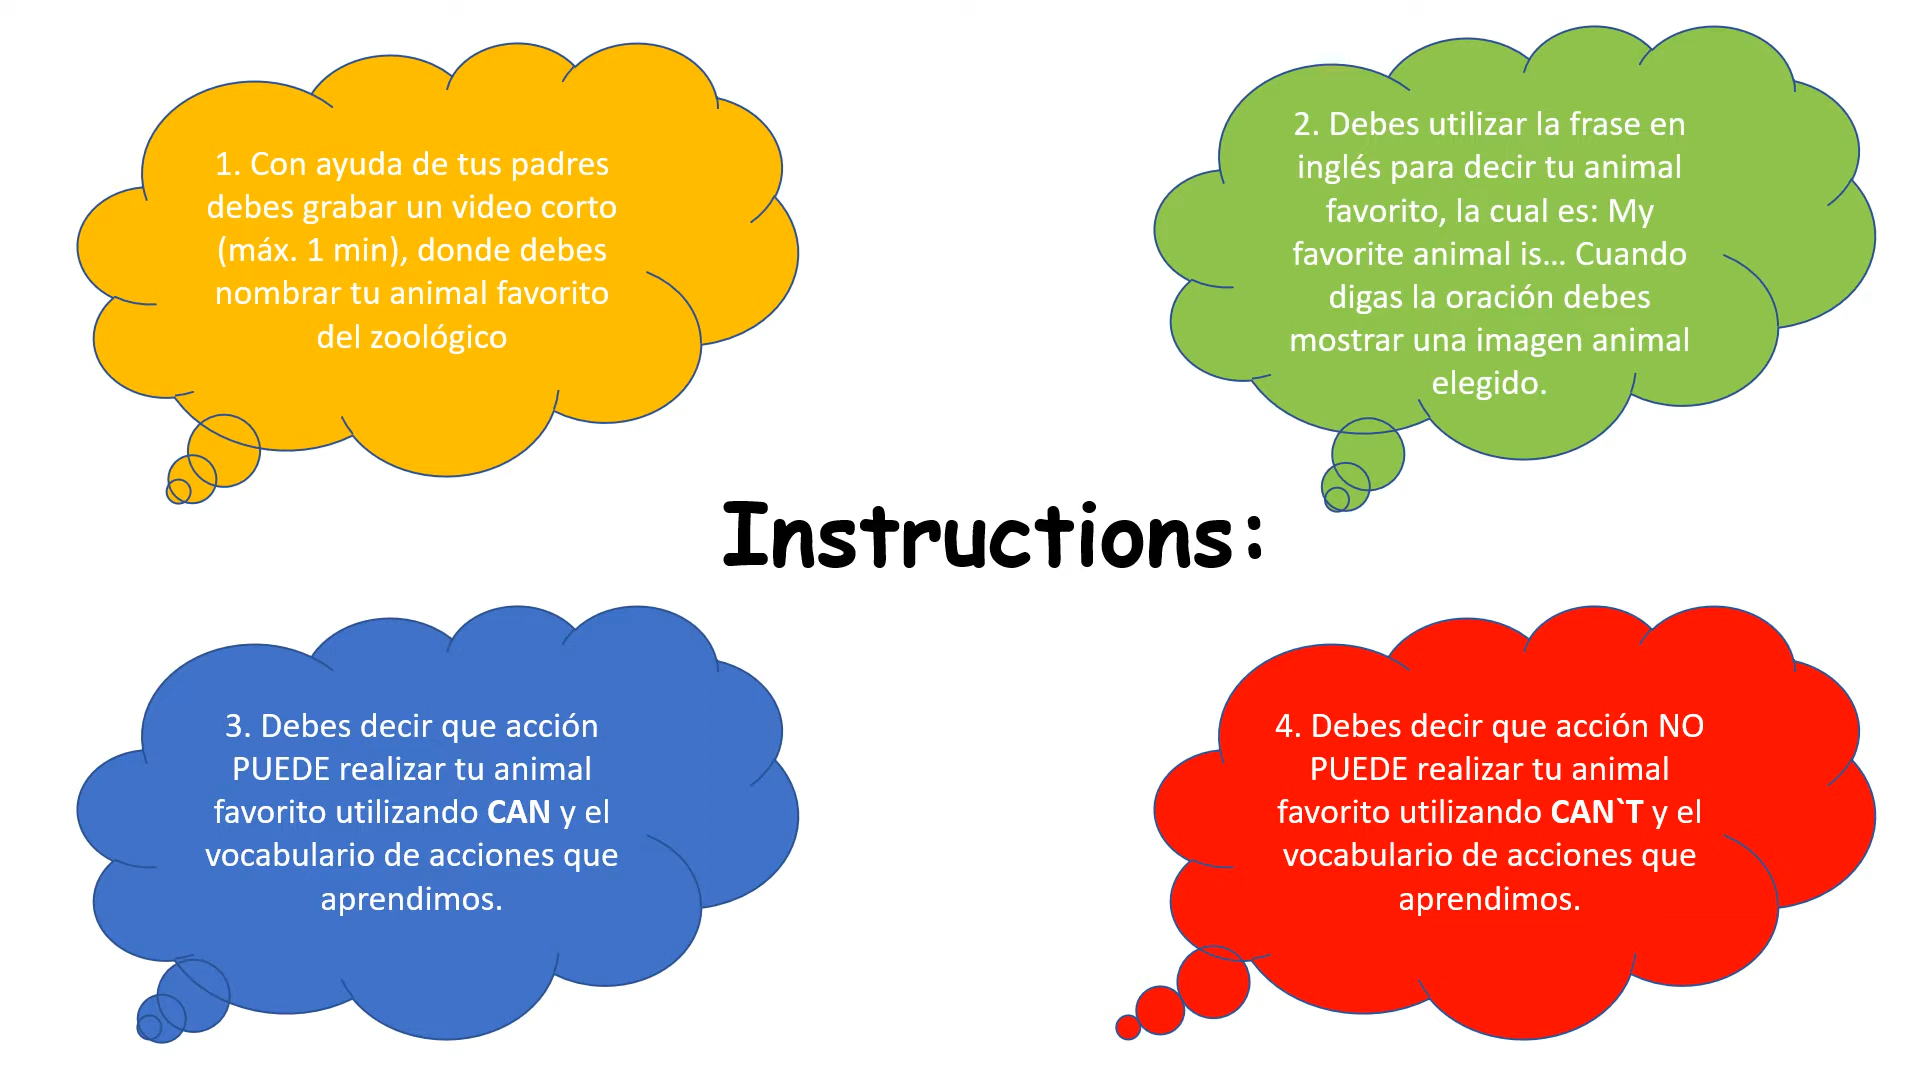 1. Con ayuda de tus padres
debes grabar un video corto
(máx. 1 min), donde debes
nombrar tu animal favorito
del zoológico
2. Debes utilizar la frase en
inglés para decir tu animal
favorito, la cual es: My
favorite animal is... Cuando
digas la oración debes
mostrar una imagen animal
elegido.
Instructions:
3. Debes decir que acción
PUEDE realizar tu animal
favorito utilizando CAN y el
vocabulario de acciones que
aprendimos.
4. Debes decir que acción NO
PUEDE realizar tu animal
favorito utilizando CAN`T y el
vocabulario de acciones que
aprendimos.